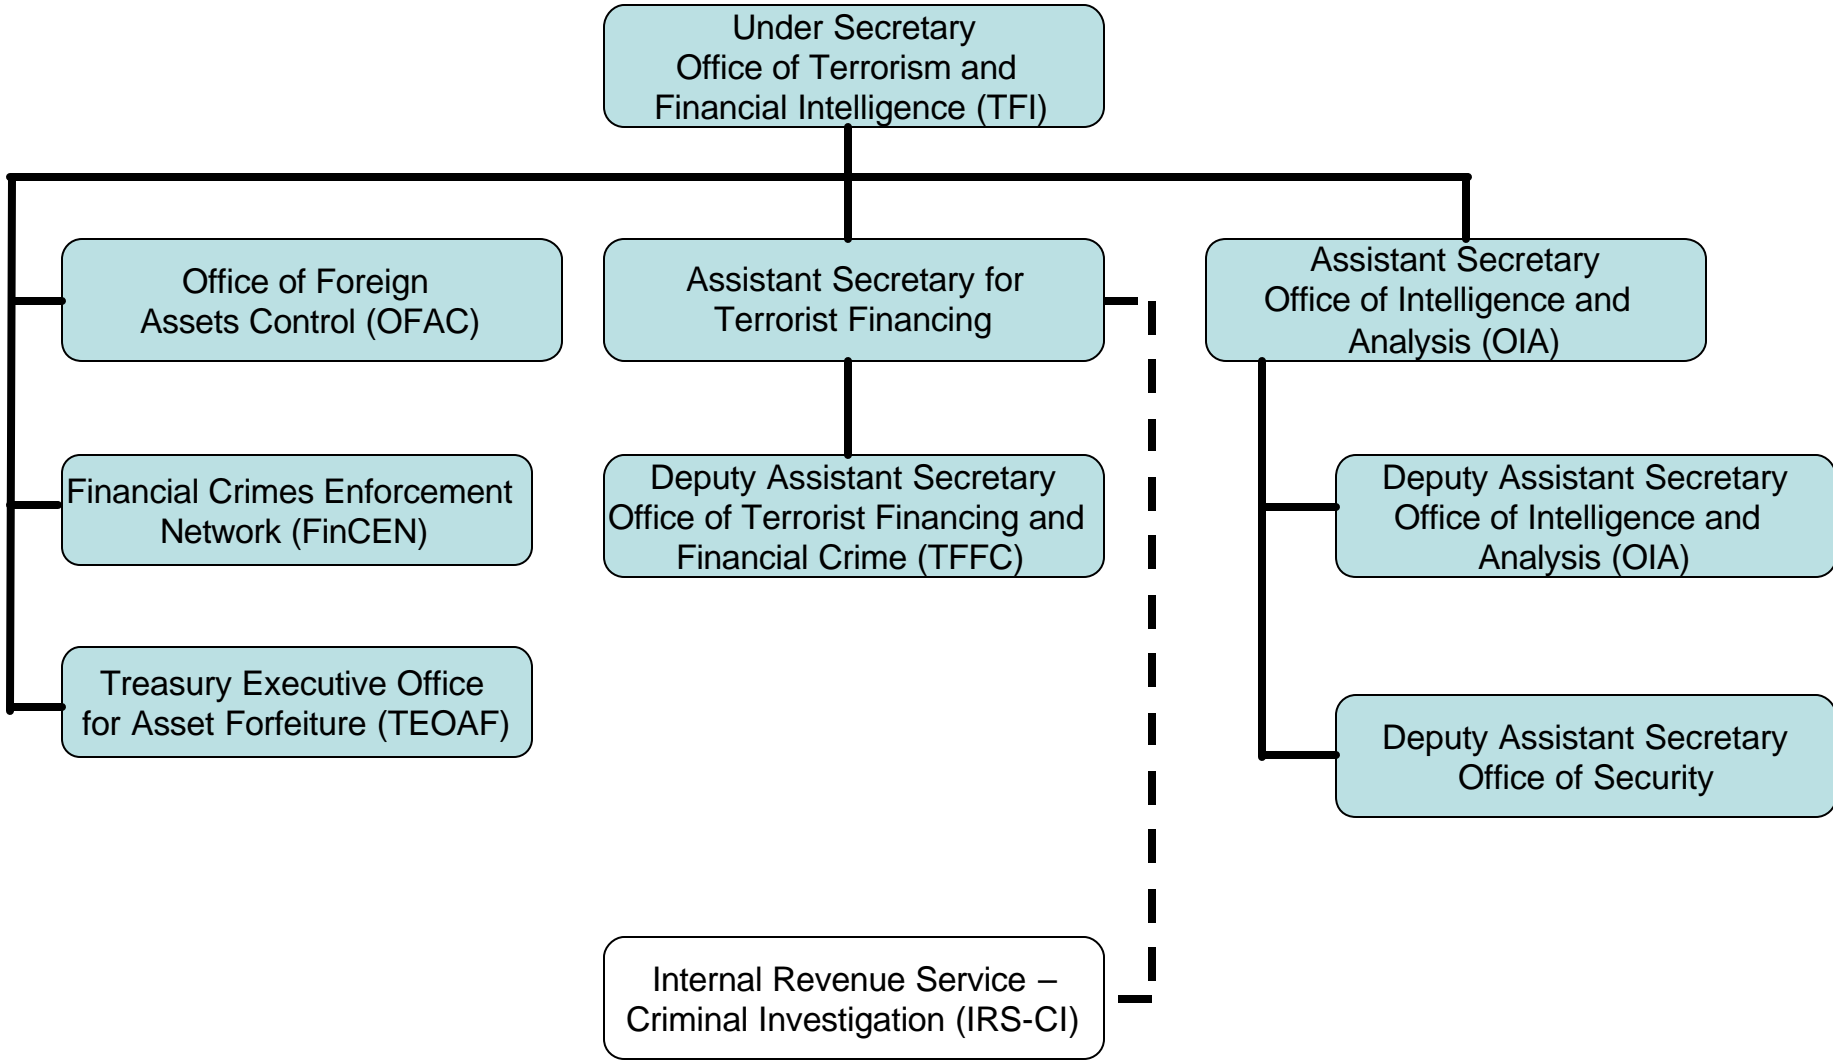 Under Secretary
Office of Terrorism and
Financial Intelligence (TFI)
Office of Foreign
Assets Control (OFAC)
Assistant Secretary for
Terrorist Financing
Assistant Secretary
Office of Intelligence and
Analysis (OIA)
Financial Crimes Enforcement
Network (FinCEN)
Deputy Assistant Secretary
Office of Terrorist Financing and
Financial Crime (TFFC)
Deputy Assistant Secretary
Office of Intelligence and
Analysis (OIA)
Treasury Executive Office
for Asset Forfeiture (TEOAF)
Deputy Assistant Secretary
Office of Security
Internal Revenue Service –
Criminal Investigation (IRS-CI)